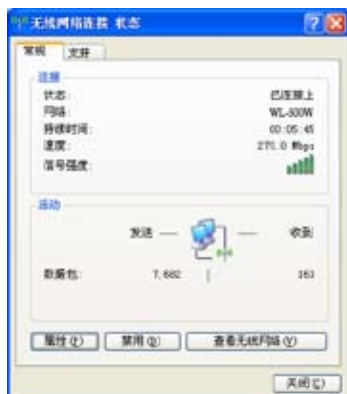 无线网络连接 状态
常规 支持
连接
状态: 已连接上
网络: WL-500W
持续时间: 00:05:45
速度: 270.0 Mbps
信号强度:
活动
发送 — — 收到
数据包: 7,682 | 163
属性(P) 禁用(D) 查看无线网络(V)
关闭(C)